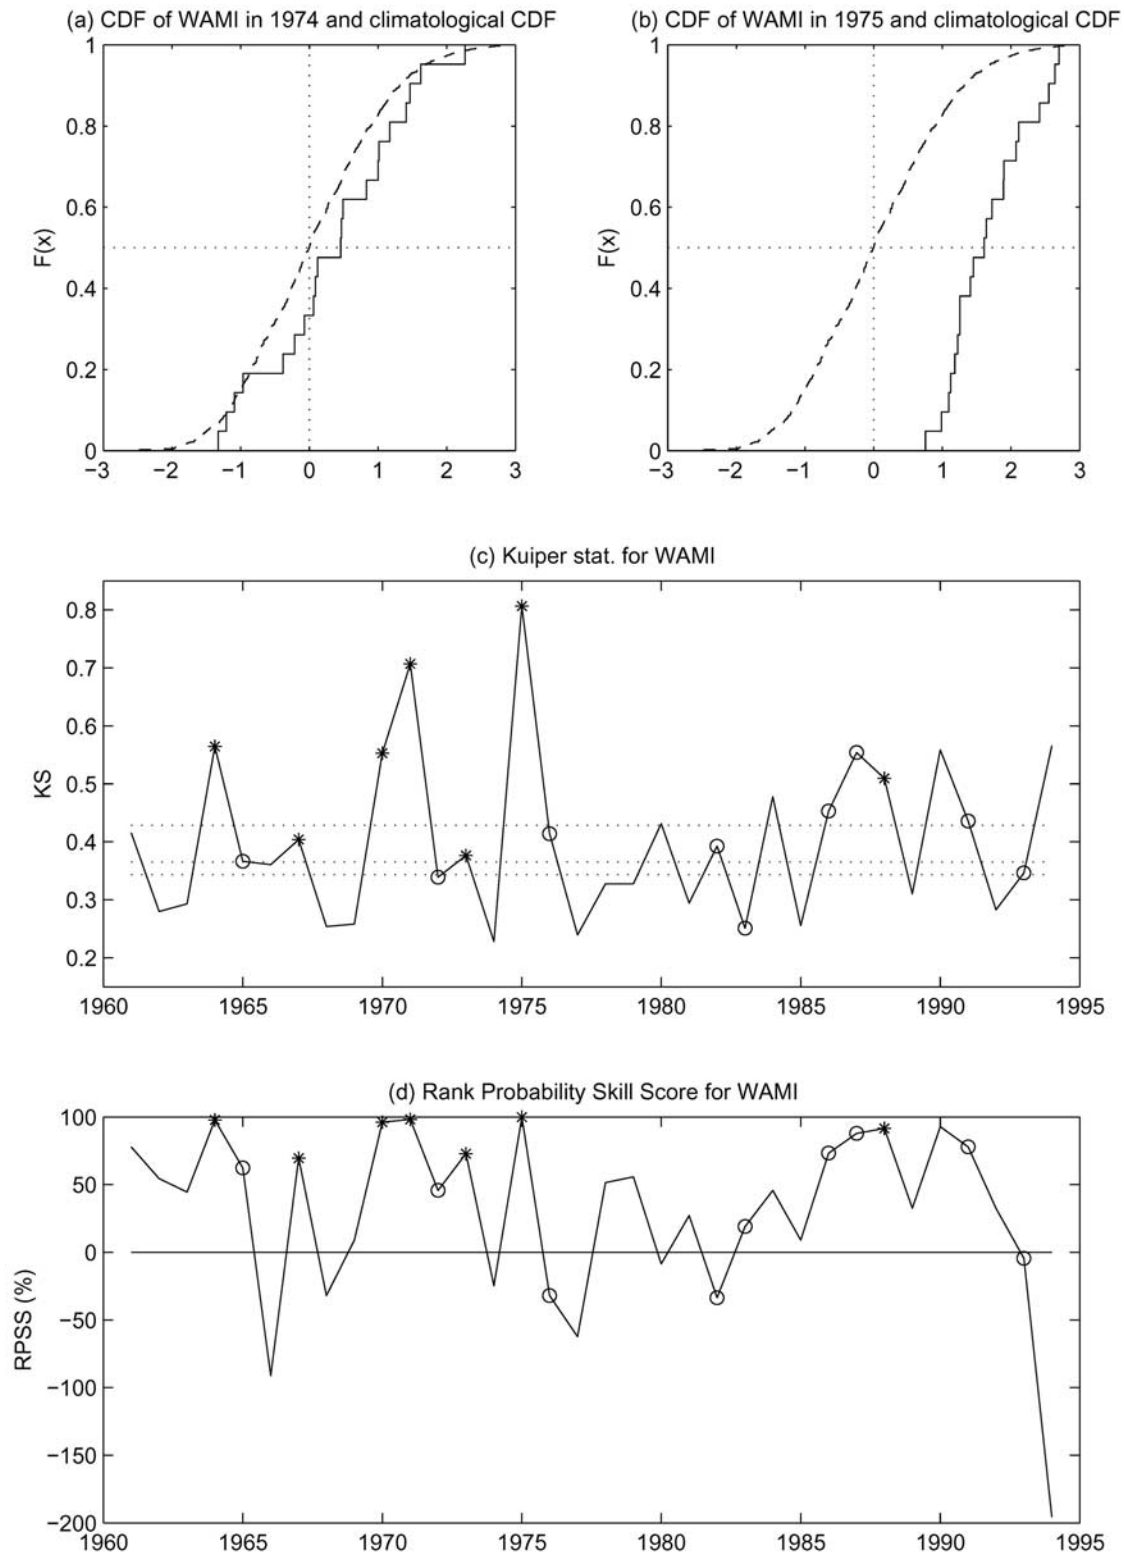 (a) CDF of WAMI in 1974 and climatological CDF
(b) CDF of WAMI in 1975 and climatological CDF
1
0.8
0.6
0.4
0.2
0
F(x)
−3 −2 −1 0 1 2 3
1
0.8
0.6
0.4
0.2
0
F(x)
−3 −2 −1 0 1 2 3
(c) Kuiper stat. for WAMI
0.8
0.7
0.6
0.5
0.4
0.3
0.2
KS
1960 1965 1970 1975 1980 1985 1990 1995
(d) Rank Probability Skill Score for WAMI
100
50
0
−50
−100
−150
−200
RPSS (%)
1960 1965 1970 1975 1980 1985 1990 1995